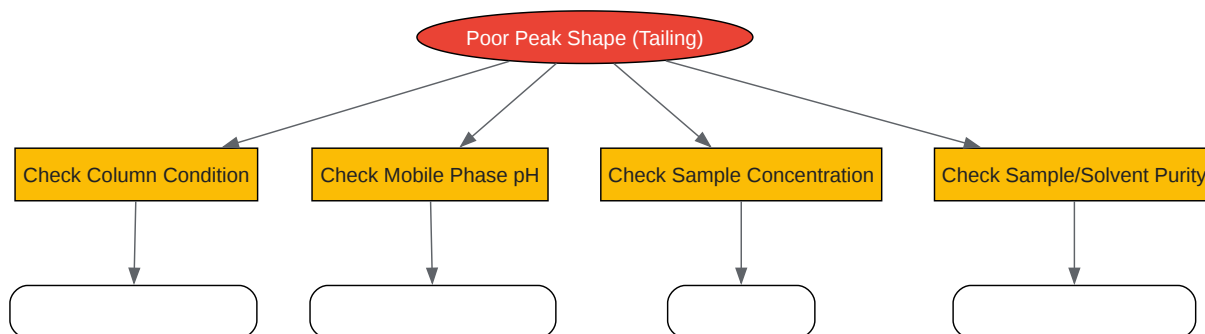 Poor Peak Shape (Tailing)
Check Column Condition
Check Mobile Phase pH
Check Sample Concentration
Check Sample/Solvent Purity